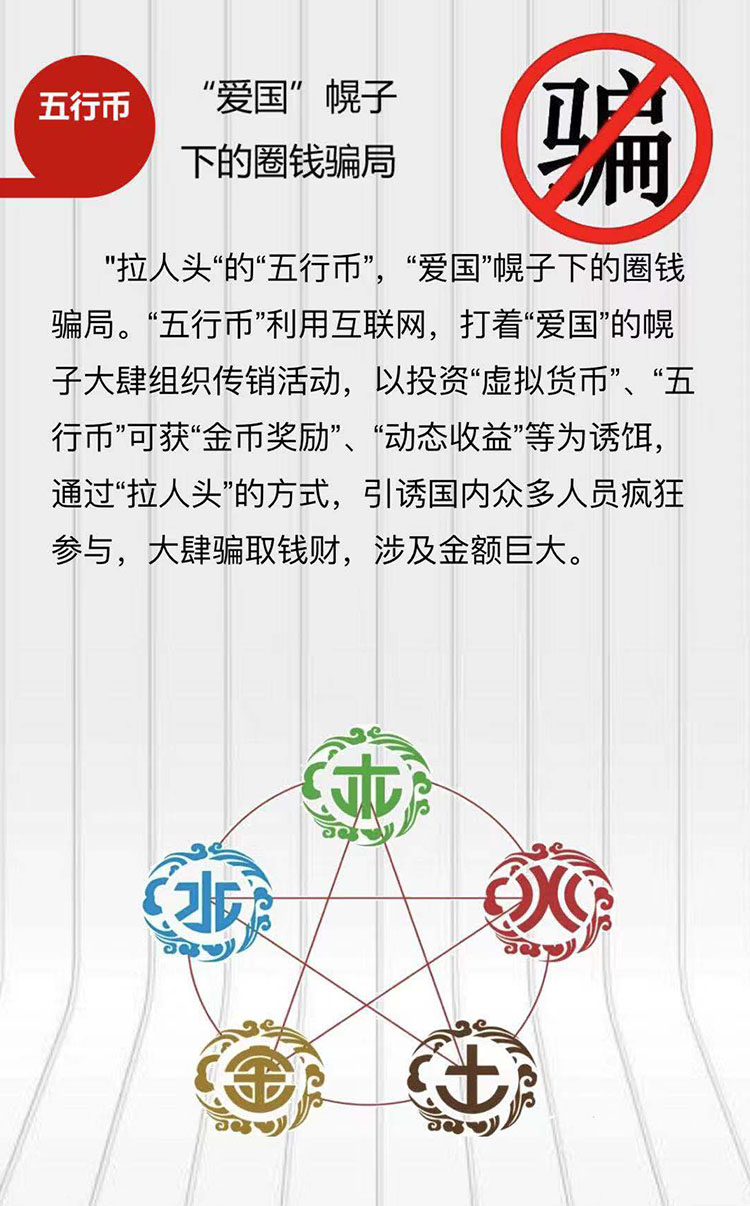 五行币
“爱国”幌子
下的圈钱骗局
骗
"拉人头“的“五行币”，“爱国”幌子下的圈钱
骗局。“五行币”利用互联网，打着“爱国”的幌
子大肆组织传销活动，以投资“虚拟货币”、“五
行币”可获“金币奖励”、“动态收益”等为诱饵，
通过“拉人头”的方式，引诱国内众多人员疯狂
参与，大肆骗取钱财，涉及金额巨大。
木
水
火
金
土